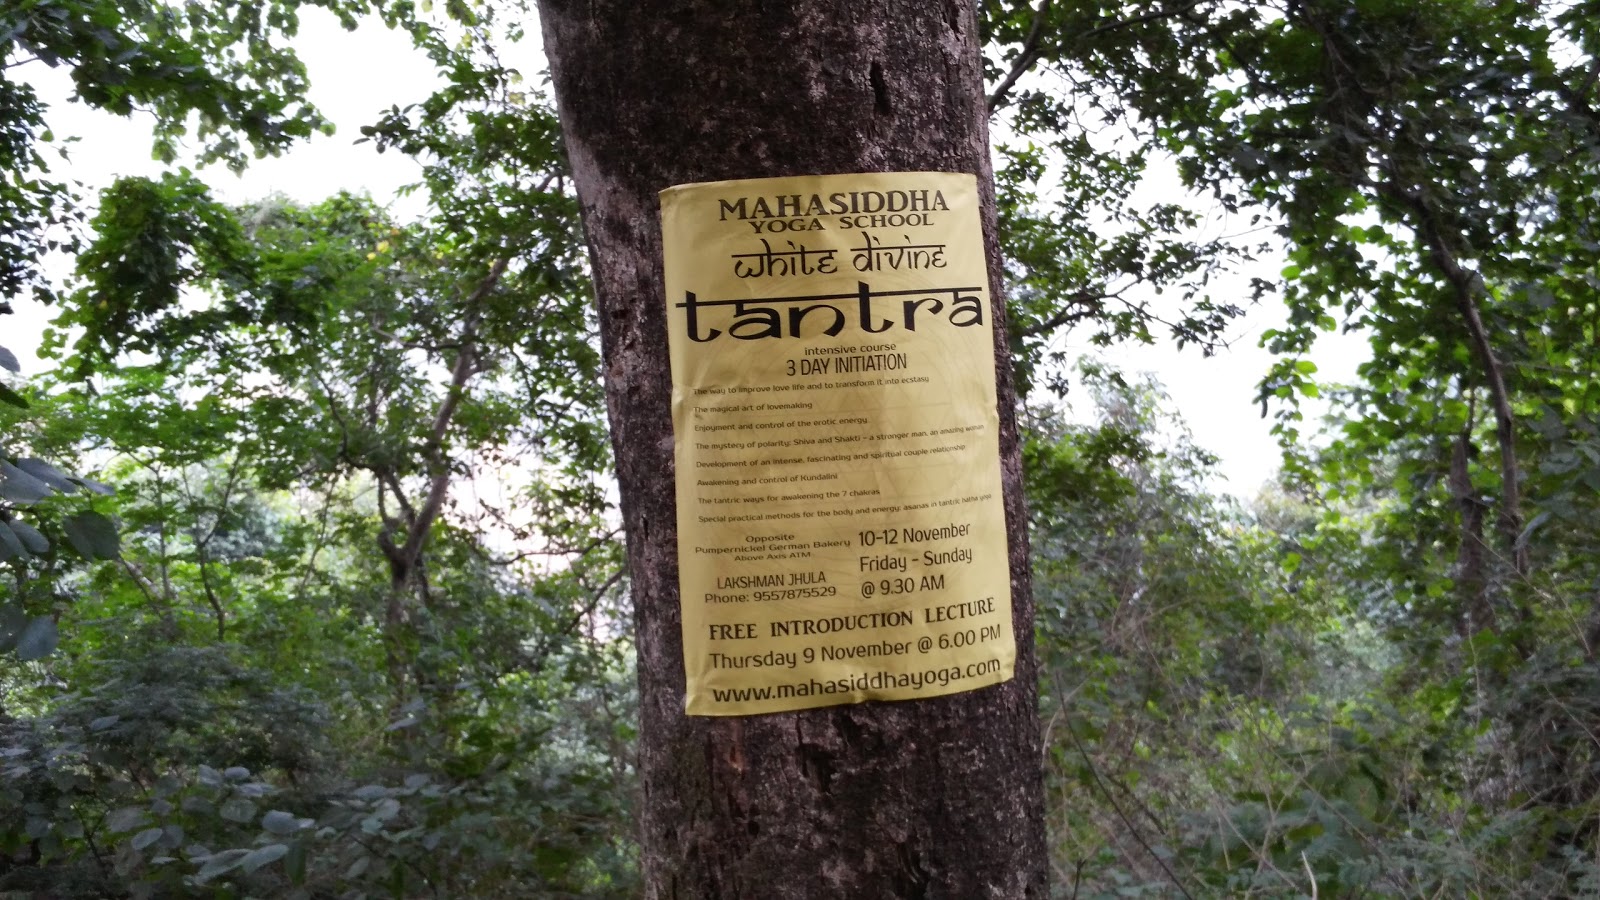 MAHASIDDHA
YOGA SCHOOL
white divine
tantra
intensive course
3 DAY INITIATION
The way to improve love life and to transform it into ecstasy
The magical art of lovemaking
Enjoyment and control of the erotic energy
The mystery of polarity: Shiva and Shakti – a stronger man, an amazing woman
Development of an intense, fascinating and spiritual couple relationship
Awakening and control of Kundalini
The tantric ways for awakening the 7 chakras
Special practical methods for the body and energy: asanas in tantric hatha yoga
Opposite
Pumpernickel German Bakery
Above Axis ATM
LAKSHMAN JHULA
Phone: 9557875529
10-12 November
Friday - Sunday
@ 9.30 AM
FREE INTRODUCTION LECTURE
Thursday 9 November @ 6.00 PM
www.mahasiddhayoga.com